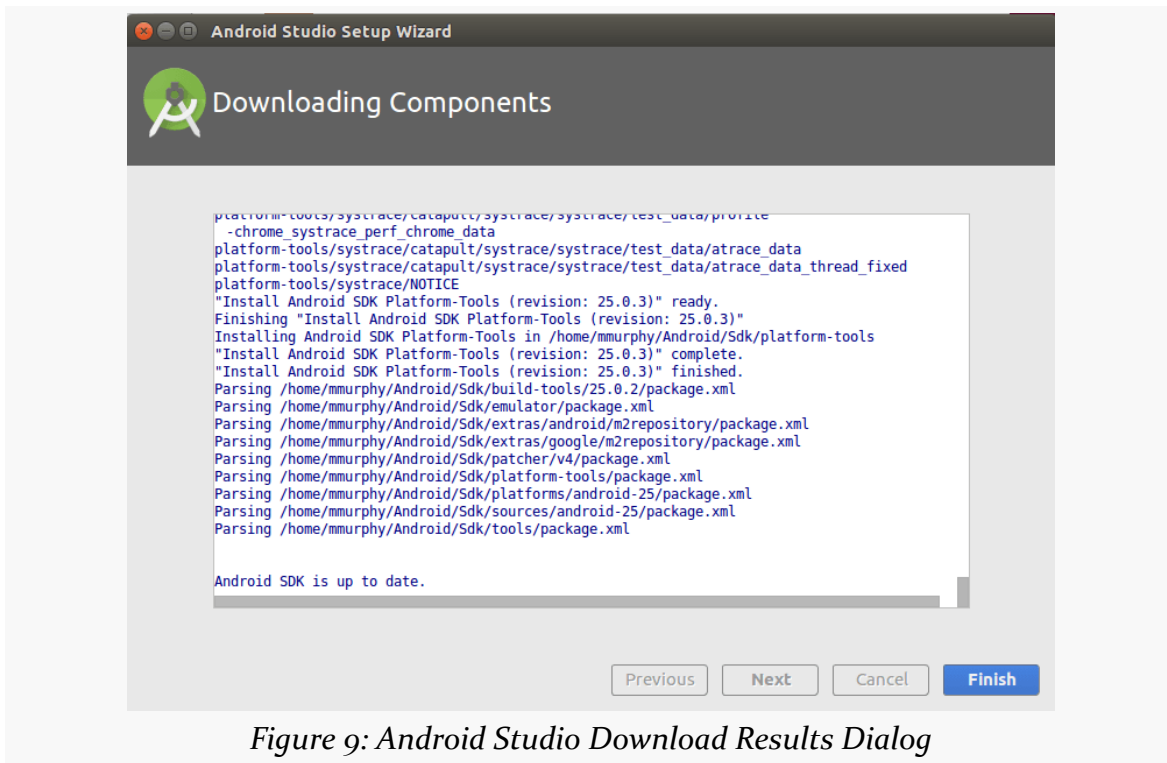 Android Studio Setup Wizard
Downloading Components
platform-tools/systrace/catapult/systrace/systrace/test_data/profile
-chrome_systrace_perf_chrome_data
platform-tools/systrace/catapult/systrace/systrace/test_data/atrace_data
platform-tools/systrace/catapult/systrace/systrace/test_data/atrace_data_thread_fixed
platform-tools/systrace/NOTICE
"Install Android SDK Platform-Tools (revision: 25.0.3)" ready.
Finishing "Install Android SDK Platform-Tools (revision: 25.0.3)"
Installing Android SDK Platform-Tools in /home/mmurphy/Android/Sdk/platform-tools
"Install Android SDK Platform-Tools (revision: 25.0.3)" complete.
"Install Android SDK Platform-Tools (revision: 25.0.3)" finished.
Parsing /home/mmurphy/Android/Sdk/build-tools/25.0.2/package.xml
Parsing /home/mmurphy/Android/Sdk/emulator/package.xml
Parsing /home/mmurphy/Android/Sdk/extras/android/m2repository/package.xml
Parsing /home/mmurphy/Android/Sdk/extras/google/m2repository/package.xml
Parsing /home/mmurphy/Android/Sdk/patcher/v4/package.xml
Parsing /home/mmurphy/Android/Sdk/platform-tools/package.xml
Parsing /home/mmurphy/Android/Sdk/platforms/android-25/package.xml
Parsing /home/mmurphy/Android/Sdk/sources/android-25/package.xml
Parsing /home/mmurphy/Android/Sdk/tools/package.xml
Android SDK is up to date.
Previous Next Cancel Finish
Figure 9: Android Studio Download Results Dialog